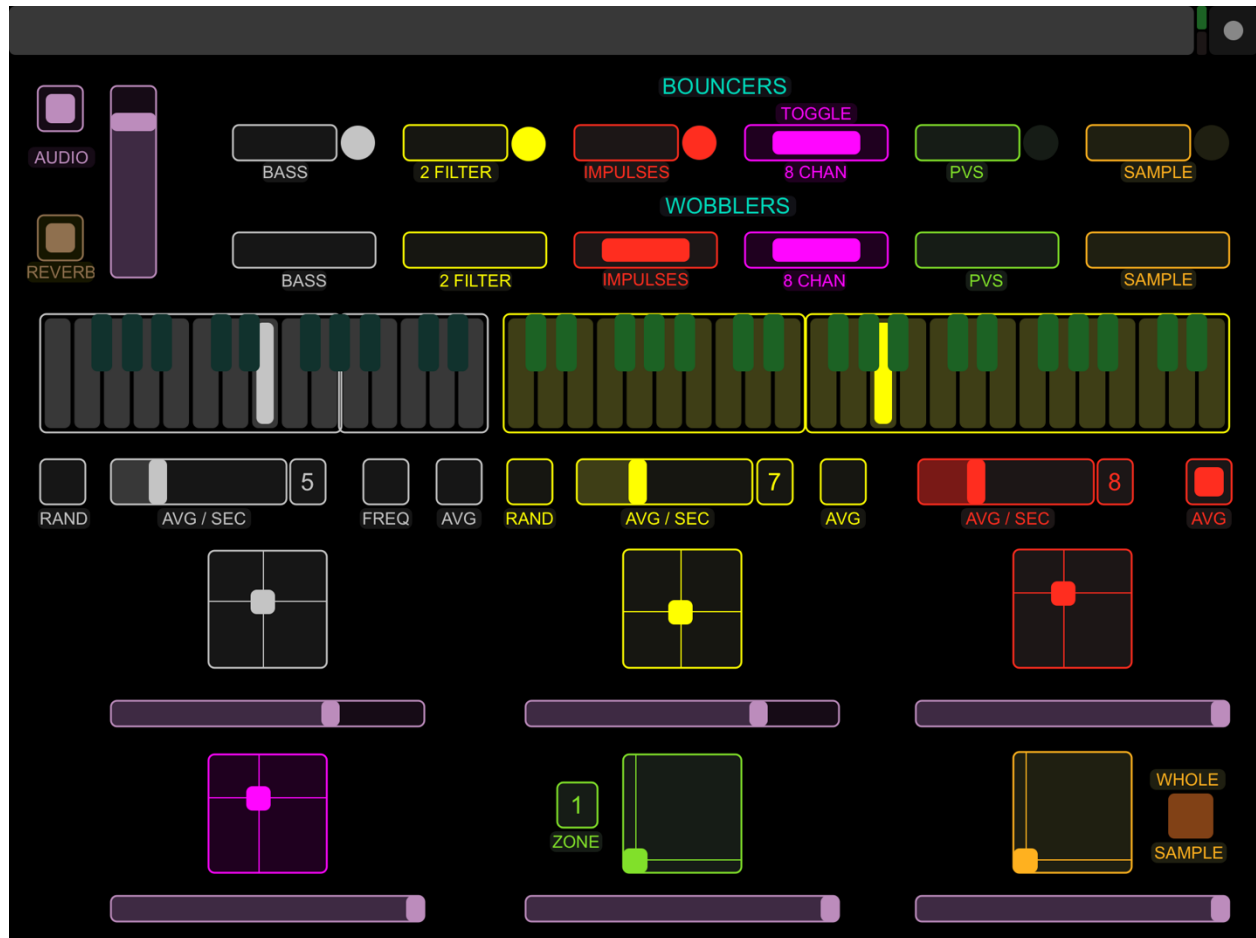 BOUNCERS
TOGGLE
AUDIO
BASS
2 FILTER
IMPULSES
8 CHAN
PVS
SAMPLE
WOBBLERS
REVERB
BASS
2 FILTER
IMPULSES
8 CHAN
PVS
SAMPLE
5
7
8
RAND
AVG / SEC
FREQ
AVG
RAND
AVG / SEC
AVG
AVG / SEC
AVG
1
ZONE
WHOLE
SAMPLE